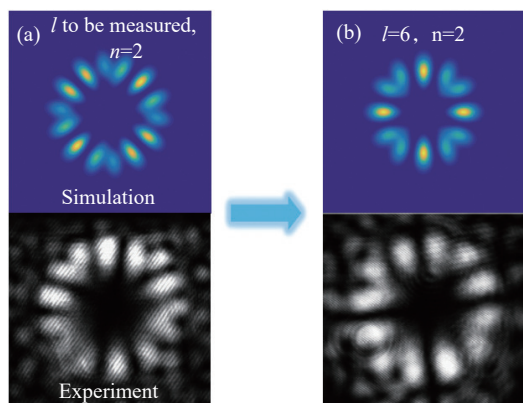 (a) l to be measured,
n=2
Simulation
Experiment
(b) l=6, n=2